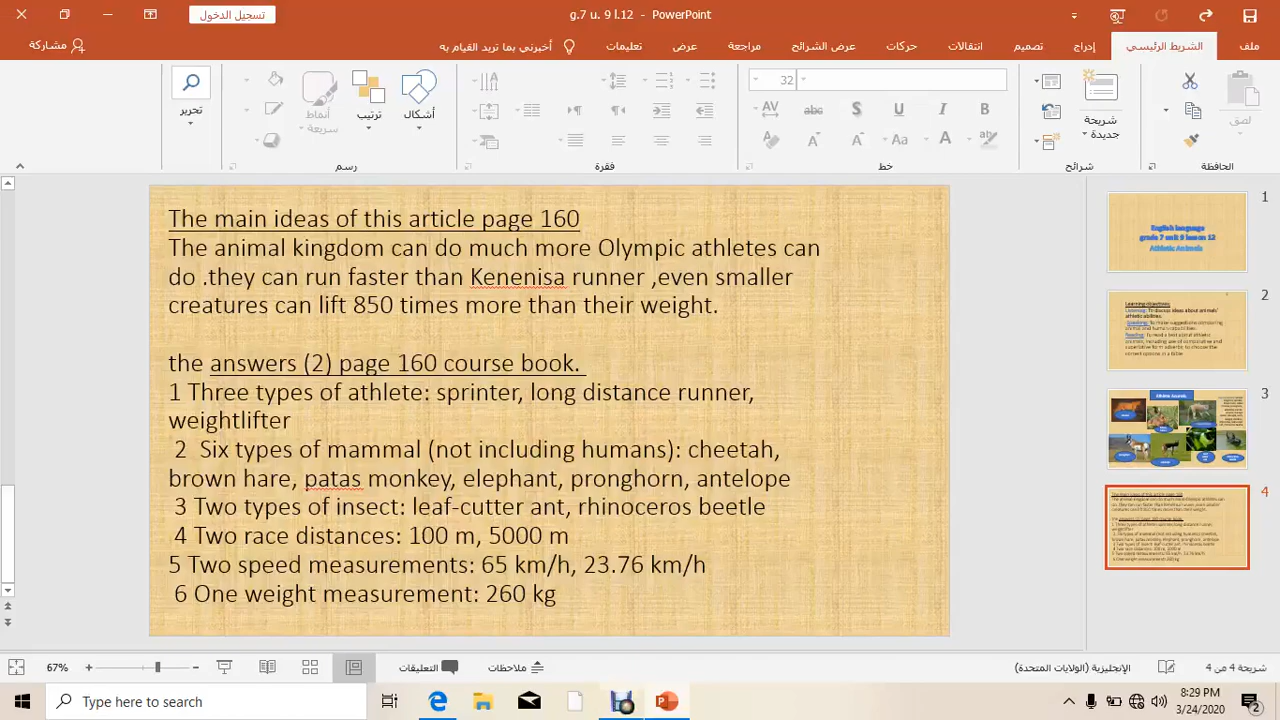 تسجيل الدخول
g.7 u. 9 l.12 - PowerPoint
ملف
الشريط الرئيسي
إدراج
تصميم
انتقالات
حركات
عرض الشرائح
مراجعة
عرض
تعليمات
أخبرني بما تريد القيام به
مشاركة
لصق
الحافظة
شريحة
جديدة
شرائح
32
خط
فقرة
أشكال
ترتيب
أنماط
سريعة
رسم
تحرير
The main ideas of this article page 160
The animal kingdom can do much more Olympic athletes can
do .they can run faster than Kenenisa runner ,even smaller
creatures can lift 850 times more than their weight.
the answers (2) page 160 course book.
1 Three types of athlete: sprinter, long distance runner,
weightlifter
2 Six types of mammal (not including humans): cheetah,
brown hare, patas monkey, elephant, pronghorn, antelope
3 Two types of insect: leaf-cutter ant, rhinoceros beetle
4 Two race distances: 100 m, 5000 m
5 Two speed measurements: 65 km/h, 23.76 km/h
6 One weight measurement: 260 kg
1
English language
grade 7 unit 9 lesson 12
Athletic Animals
2
Learning objectives
3
4
شريحة 4 من 4
الإنجليزية (الولايات المتحدة)
ملاحظات
التعليقات
67%
Type here to search
8:29 PM
3/24/2020
2